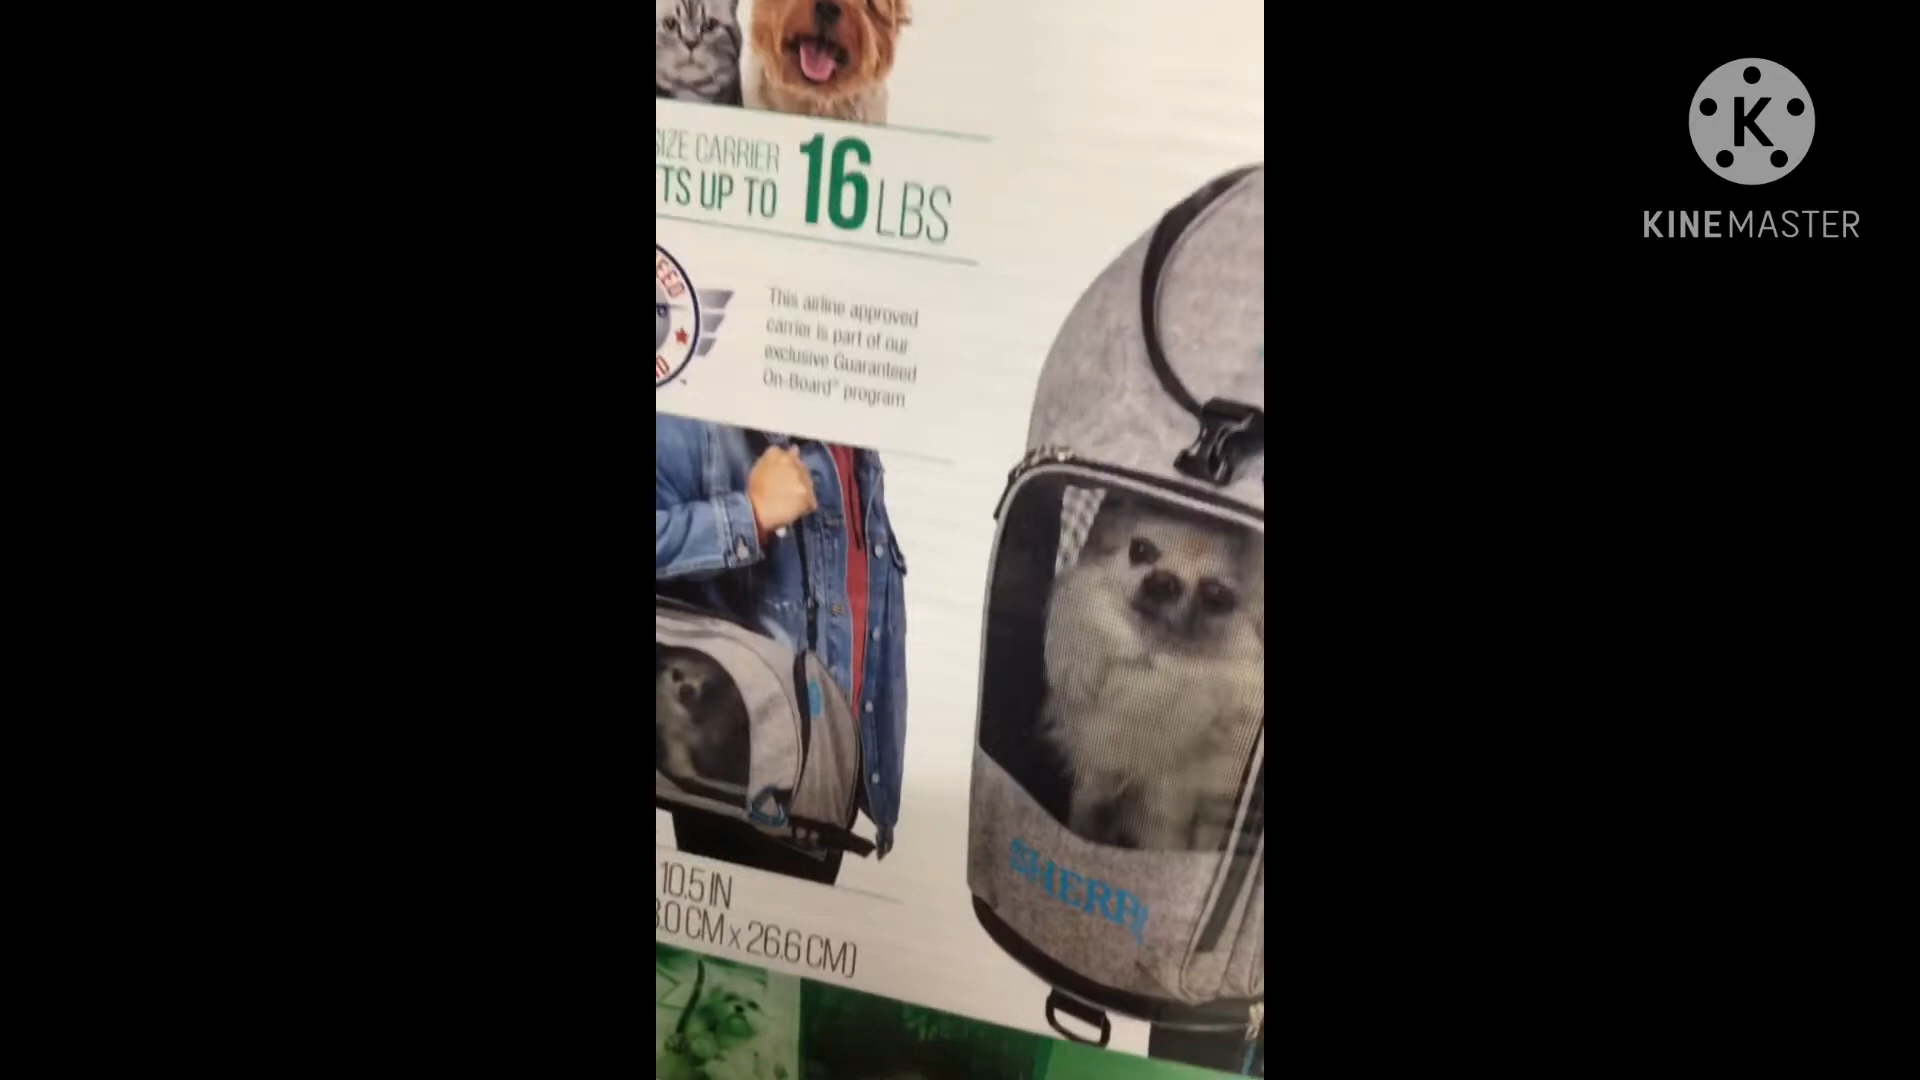 SIZE CARRIER
TS UP TO 16 LBS
This airline approved
carrier is part of our
exclusive Guaranteed
On-Board® program
10.5 IN
.0 CM x 26.6 CM)
SHERP
K
KINEMASTER